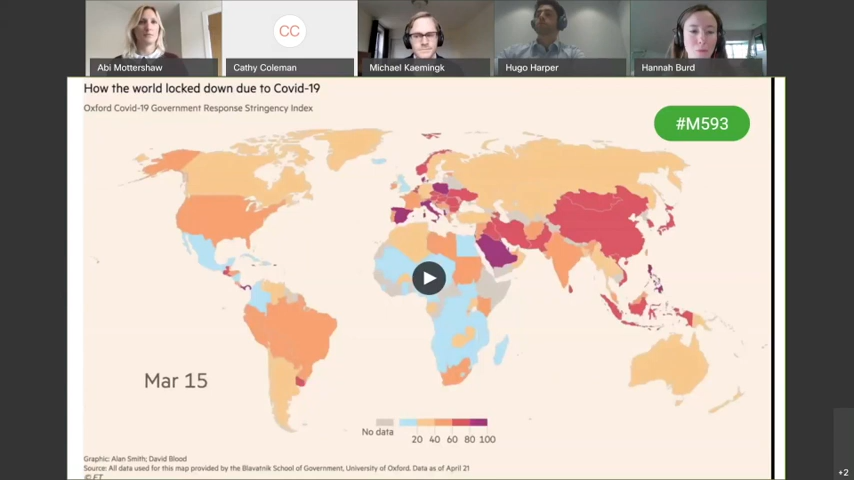 CC
Abi Mottershaw
Cathy Coleman
Michael Kaemingk
Hugo Harper
Hannah Burd
How the world locked down due to Covid-19
Oxford Covid-19 Government Response Stringency Index
#M593
Mar 15
No data
20 40 60 80 100
Graphic: Alan Smith; David Blood
Source: All data used for this map provided by the Blavatnik School of Government, University of Oxford. Data as of April 21
© FT
+2